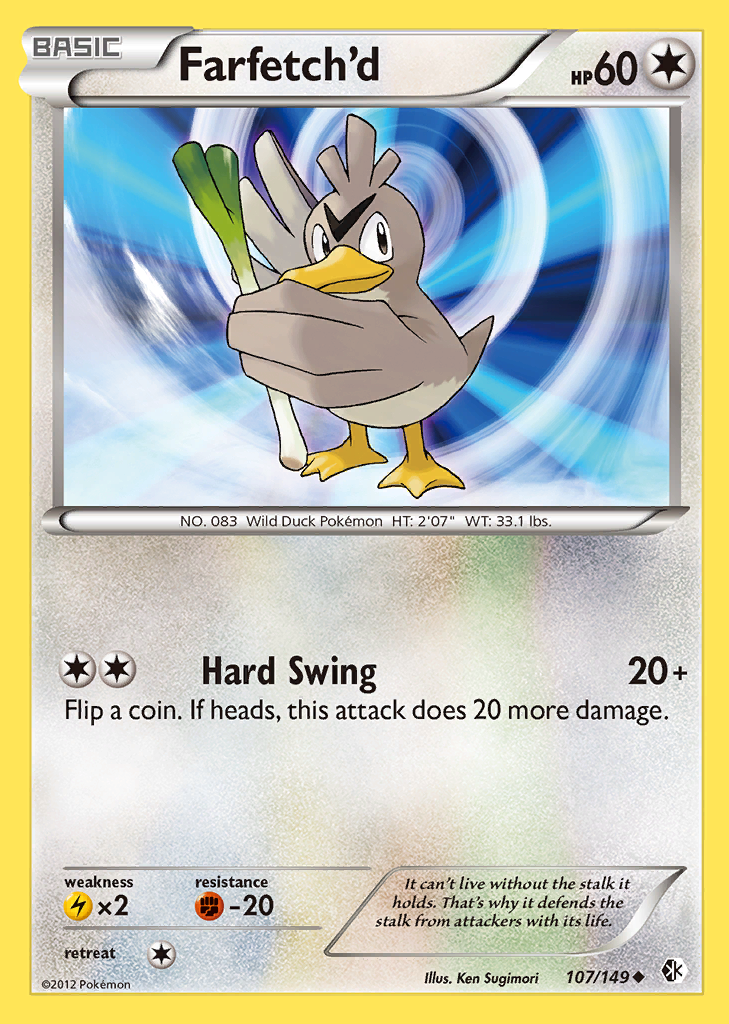 BASIC
Farfetch'd
HP60
NO. 083 Wild Duck Pokémon HT: 2'07" WT: 33.1 lbs.
Hard Swing 20+
Flip a coin. If heads, this attack does 20 more damage.
weakness resistance
×2 -20
It can't live without the stalk it
holds. That's why it defends the
stalk from attackers with its life.
retreat
©2012 Pokémon
Illus. Ken Sugimori 107/149